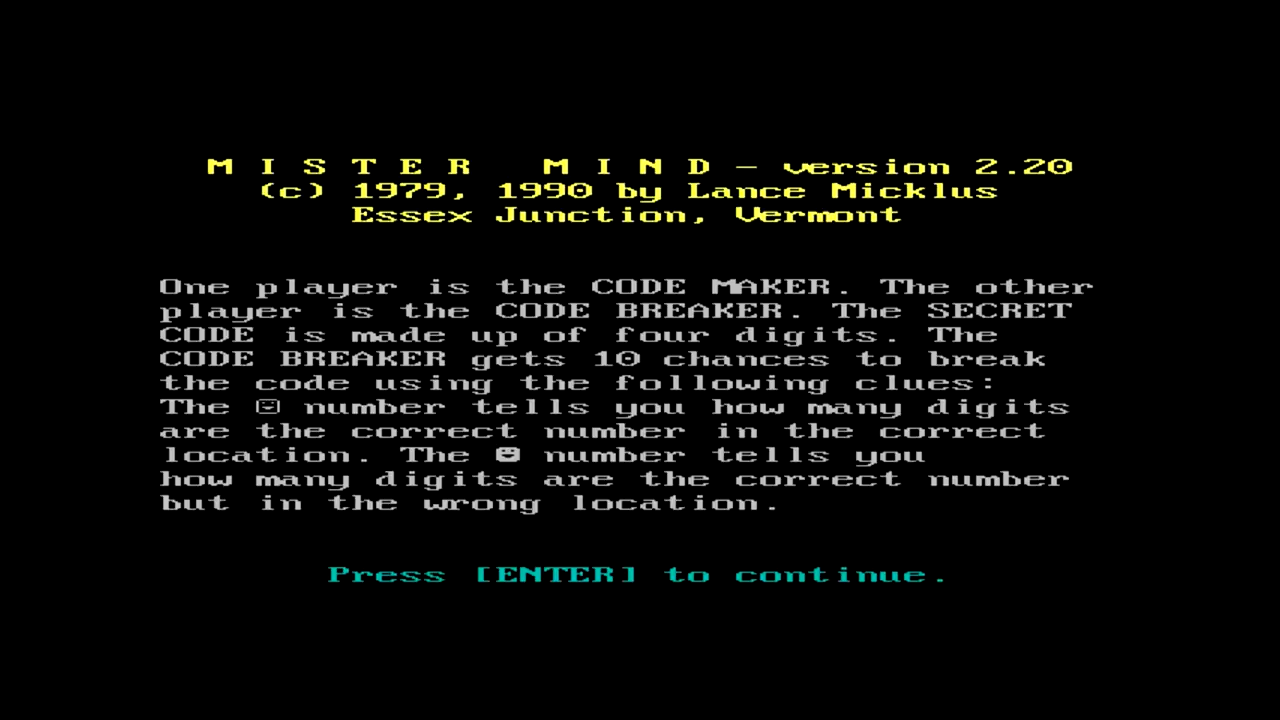 M I S T E R   M I N D – version 2.20
(c) 1979, 1990 by Lance Micklus
Essex Junction, Vermont
One player is the CODE MAKER. The other
player is the CODE BREAKER. The SECRET
CODE is made up of four digits. The
CODE BREAKER gets 10 chances to break
the code using the following clues:
The ☺ number tells you how many digits
are the correct number in the correct
location. The ☻ number tells you
how many digits are the correct number
but in the wrong location.
Press [ENTER] to continue.